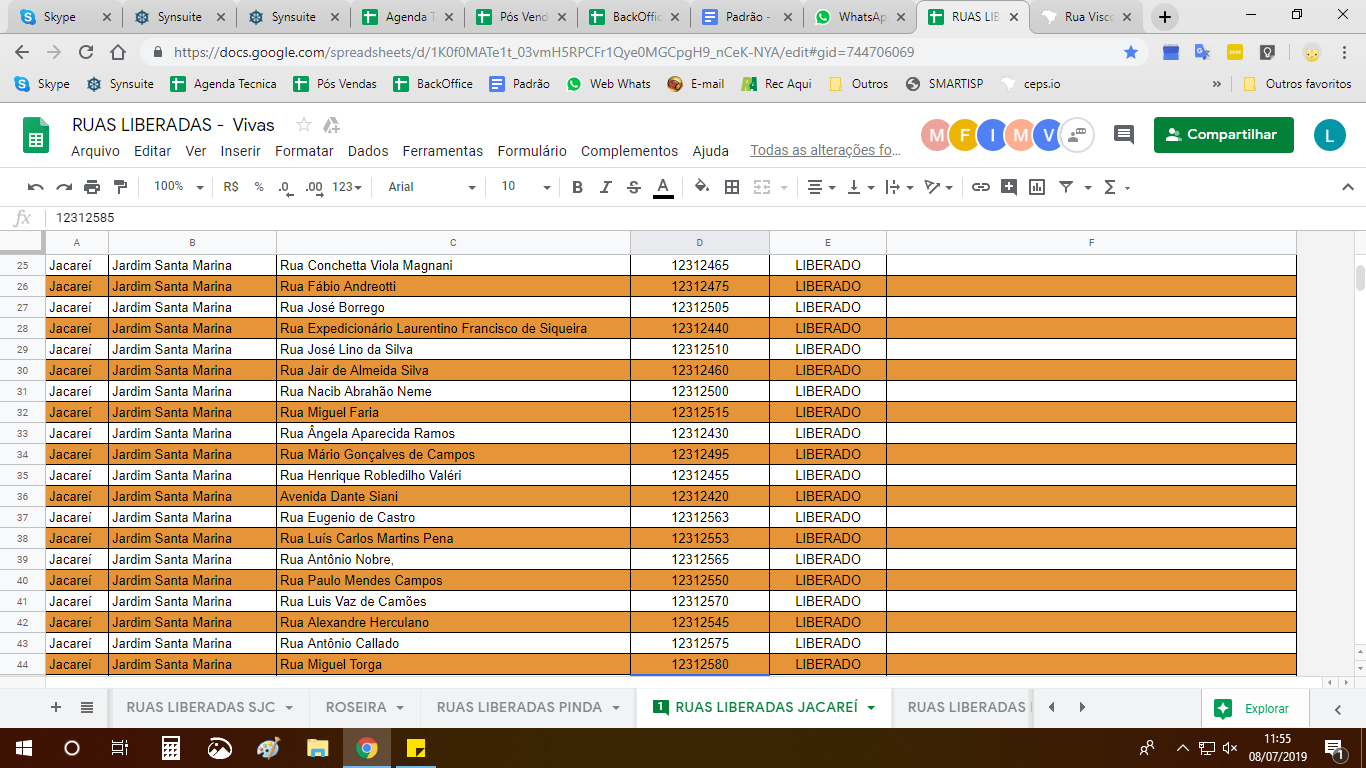 Skype Synsuite Synsuite Agenda T Pós Vend BackOffic Padrão - WhatsAp RUAS LIB Rua Visco
https://docs.google.com/spreadsheets/d/1K0f0MATe1t_03vmH5RPCFr1Qye0MGCpgH9_nCeK-NYA/edit#gid=744706069
Skype Synsuite Agenda Tecnica Pós Vendas BackOffice Padrão Web Whats E-mail Rec Aqui Outros SMARTISP ceps.io » Outros favoritos
RUAS LIBERADAS - Vivas
M F I M V Compartilhar L
Arquivo Editar Ver Inserir Formatar Dados Ferramentas Formulário Complementos Ajuda Todas as alterações fo...
100% R$ % .0 .00 123 Arial 10 B I S A Σ
fx 12312585
A B C D E F
25 Jacareí Jardim Santa Marina Rua Conchetta Viola Magnani 12312465 LIBERADO
26 Jacareí Jardim Santa Marina Rua Fábio Andreotti 12312475 LIBERADO
27 Jacareí Jardim Santa Marina Rua José Borrego 12312505 LIBERADO
28 Jacareí Jardim Santa Marina Rua Expedicionário Laurentino Francisco de Siqueira 12312440 LIBERADO
29 Jacareí Jardim Santa Marina Rua José Lino da Silva 12312510 LIBERADO
30 Jacareí Jardim Santa Marina Rua Jair de Almeida Silva 12312460 LIBERADO
31 Jacareí Jardim Santa Marina Rua Nacib Abrahão Neme 12312500 LIBERADO
32 Jacareí Jardim Santa Marina Rua Miguel Faria 12312515 LIBERADO
33 Jacareí Jardim Santa Marina Rua Ângela Aparecida Ramos 12312430 LIBERADO
34 Jacareí Jardim Santa Marina Rua Mário Gonçalves de Campos 12312495 LIBERADO
35 Jacareí Jardim Santa Marina Rua Henrique Robledilho Valéri 12312455 LIBERADO
36 Jacareí Jardim Santa Marina Avenida Dante Siani 12312420 LIBERADO
37 Jacareí Jardim Santa Marina Rua Eugenio de Castro 12312563 LIBERADO
38 Jacareí Jardim Santa Marina Rua Luís Carlos Martins Pena 12312553 LIBERADO
39 Jacareí Jardim Santa Marina Rua Antônio Nobre, 12312565 LIBERADO
40 Jacareí Jardim Santa Marina Rua Paulo Mendes Campos 12312550 LIBERADO
41 Jacareí Jardim Santa Marina Rua Luis Vaz de Camões 12312570 LIBERADO
42 Jacareí Jardim Santa Marina Rua Alexandre Herculano 12312545 LIBERADO
43 Jacareí Jardim Santa Marina Rua Antônio Callado 12312575 LIBERADO
44 Jacareí Jardim Santa Marina Rua Miguel Torga 12312580 LIBERADO
RUAS LIBERADAS SJC ROSEIRA RUAS LIBERADAS PINDA 1 RUAS LIBERADAS JACAREÍ RUAS LIBERADAS Explorar
11:55
08/07/2019 1